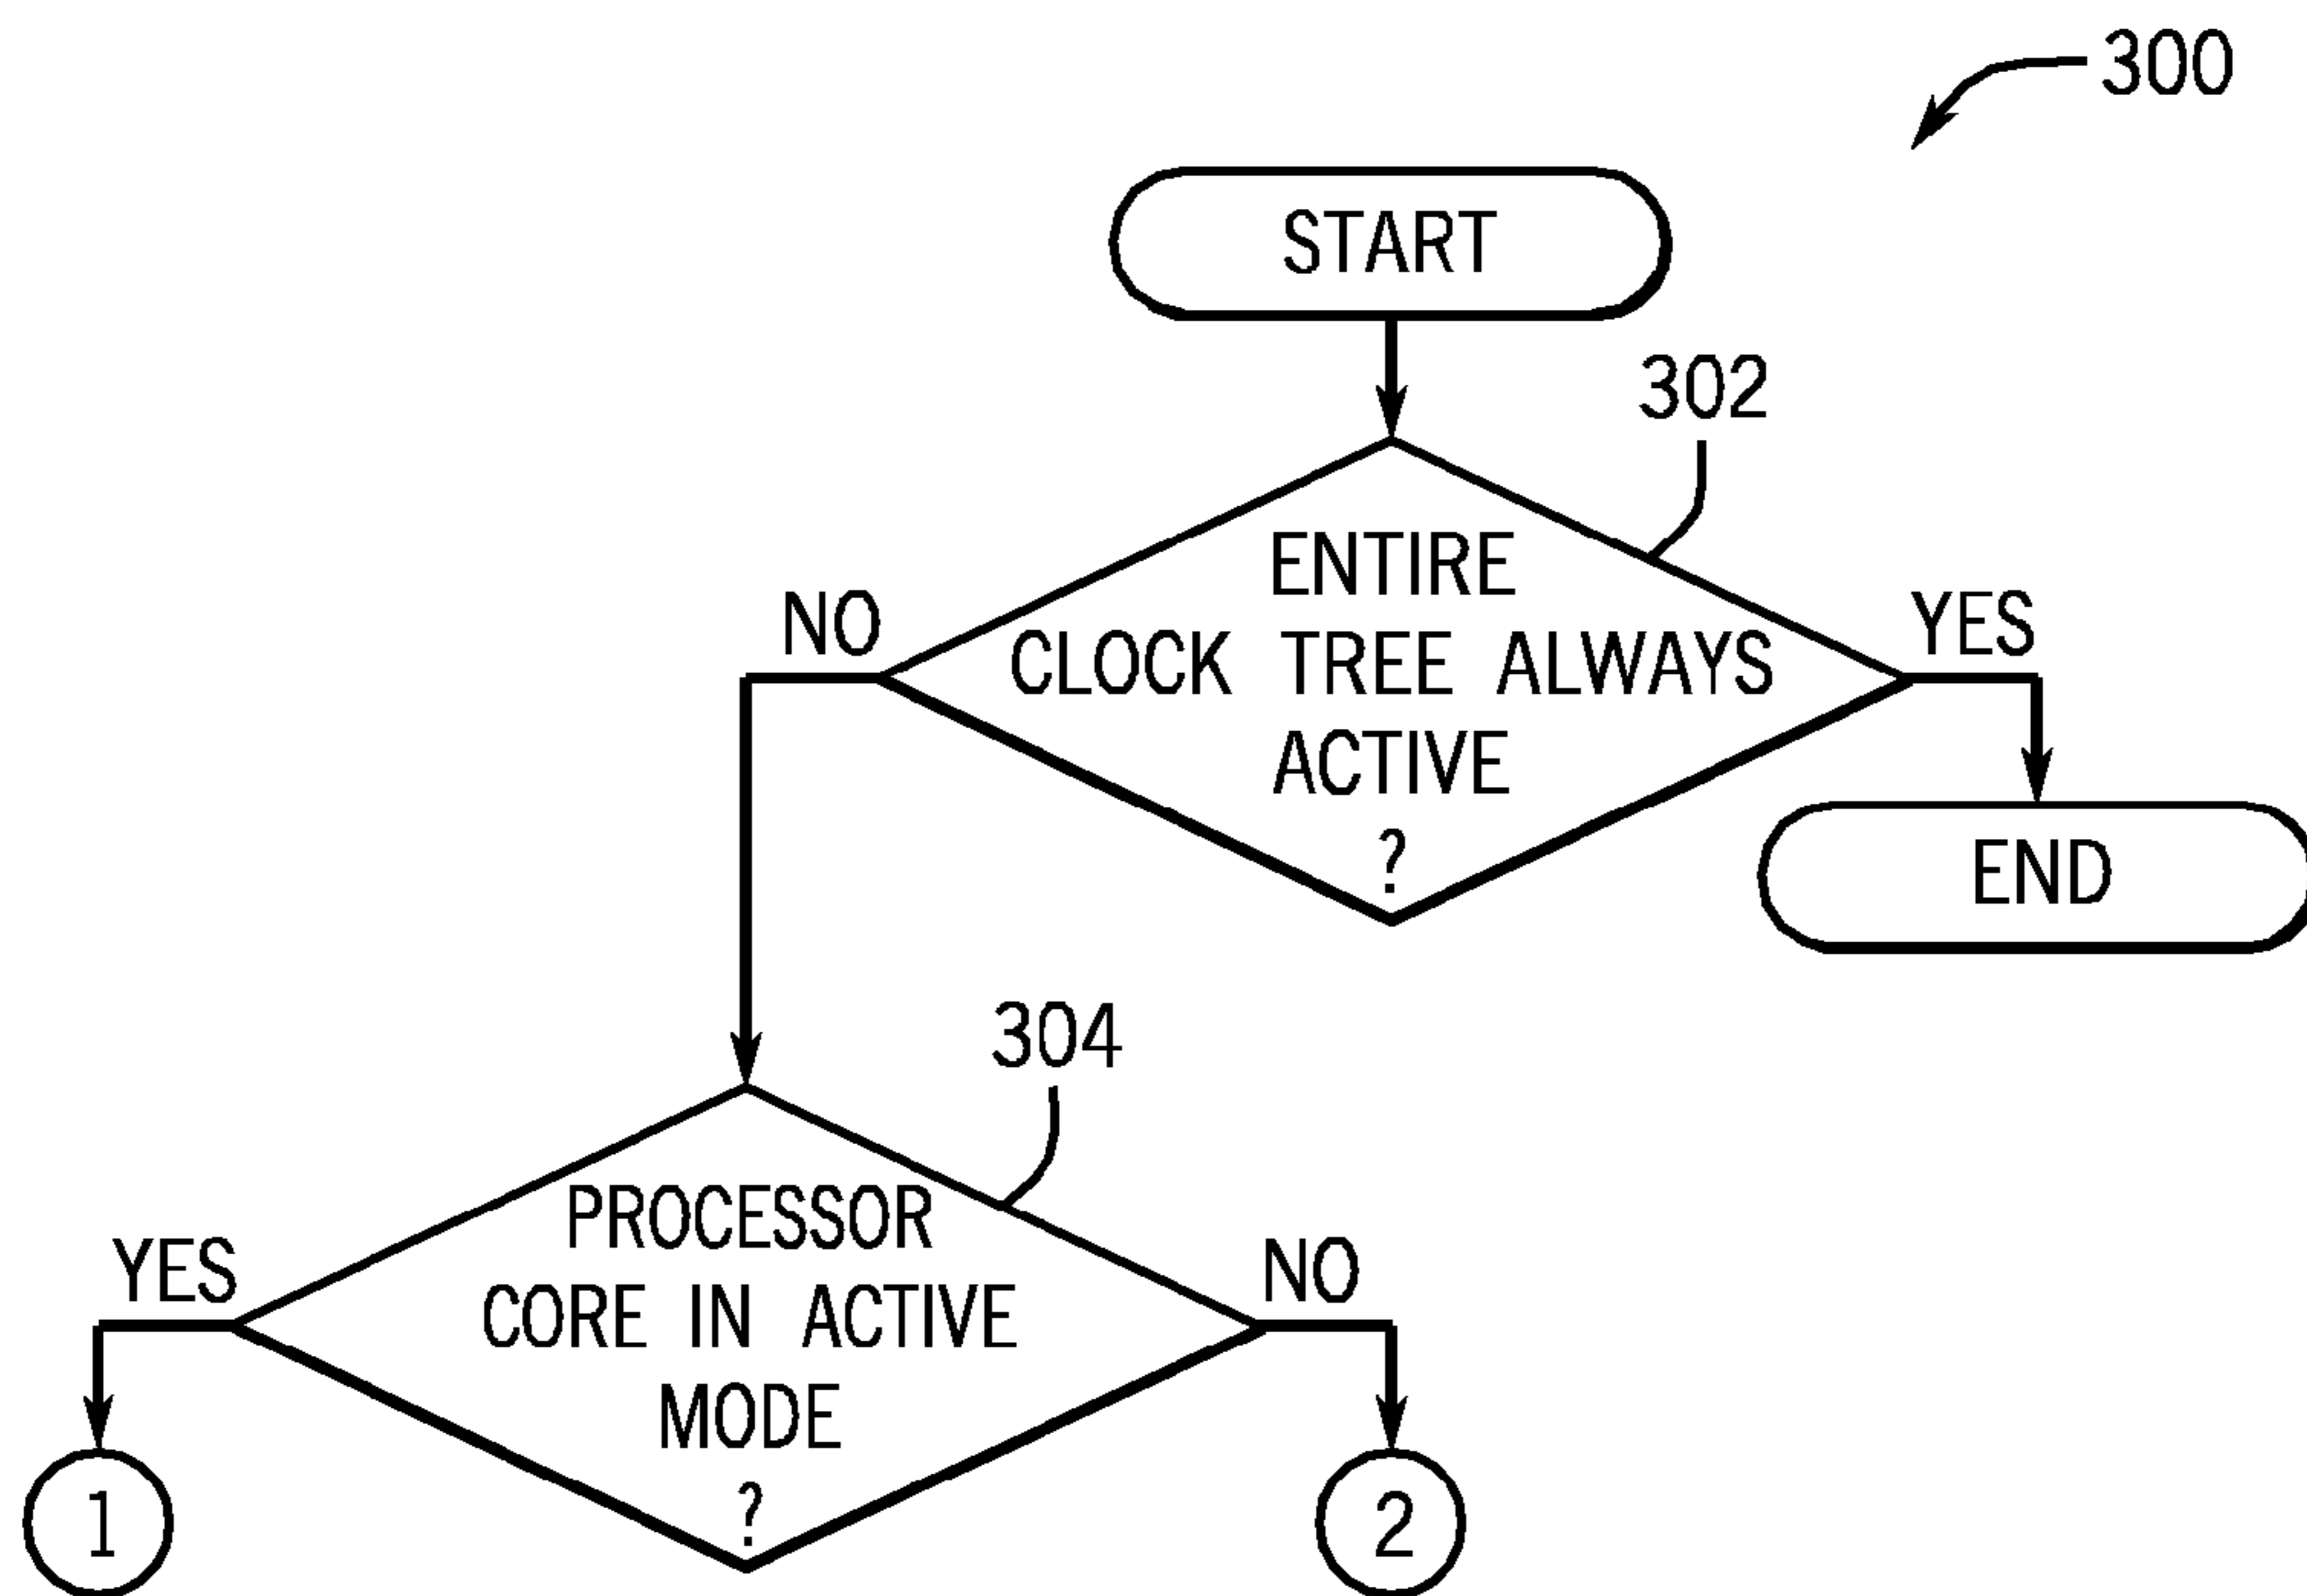 300
START
302
ENTIRE
CLOCK TREE ALWAYS
ACTIVE
?
NO
YES
END
304
PROCESSOR
CORE IN ACTIVE
MODE
?
YES
NO
1
2